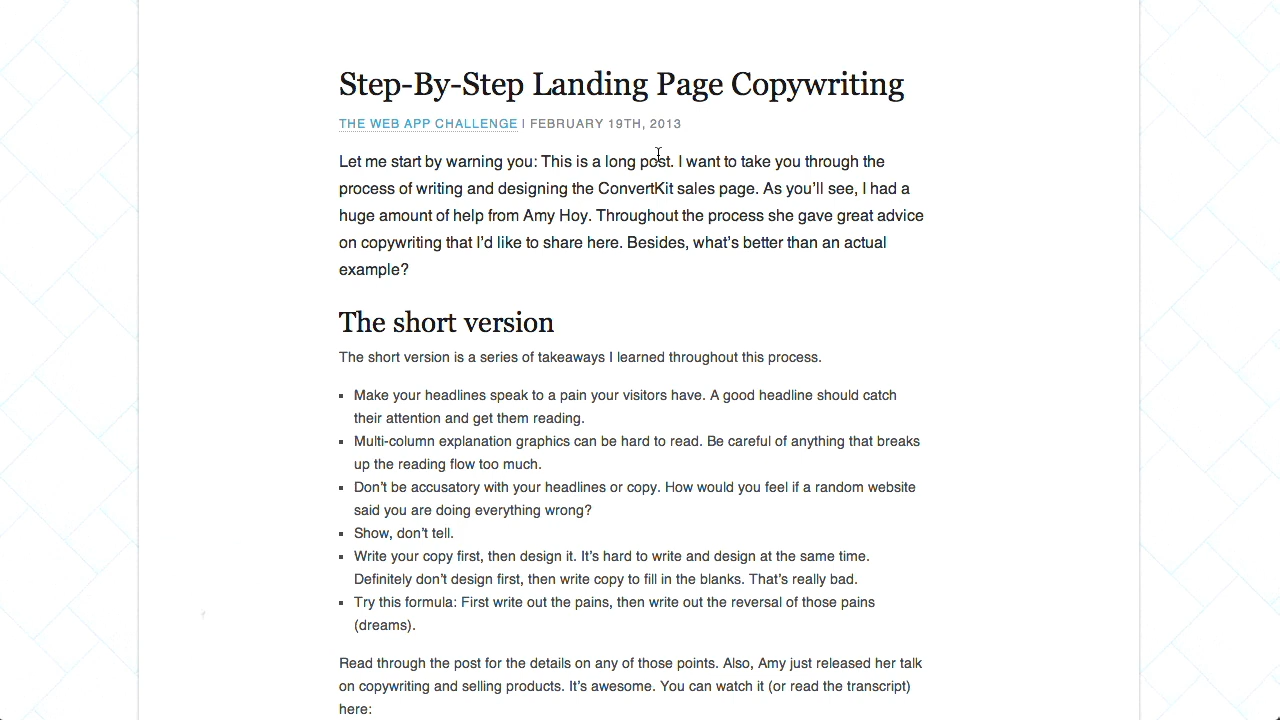 Step-By-Step Landing Page Copywriting
THE WEB APP CHALLENGE | FEBRUARY 19TH, 2013
Let me start by warning you: This is a long post. I want to take you through the
process of writing and designing the ConvertKit sales page. As you’ll see, I had a
huge amount of help from Amy Hoy. Throughout the process she gave great advice
on copywriting that I’d like to share here. Besides, what’s better than an actual
example?
The short version
The short version is a series of takeaways I learned throughout this process.
▪ Make your headlines speak to a pain your visitors have. A good headline should catch
their attention and get them reading.
▪ Multi-column explanation graphics can be hard to read. Be careful of anything that breaks
up the reading flow too much.
▪ Don’t be accusatory with your headlines or copy. How would you feel if a random website
said you are doing everything wrong?
▪ Show, don’t tell.
▪ Write your copy first, then design it. It’s hard to write and design at the same time.
Definitely don’t design first, then write copy to fill in the blanks. That’s really bad.
▪ Try this formula: First write out the pains, then write out the reversal of those pains
(dreams).
Read through the post for the details on any of those points. Also, Amy just released her talk
on copywriting and selling products. It’s awesome. You can watch it (or read the transcript)
here: